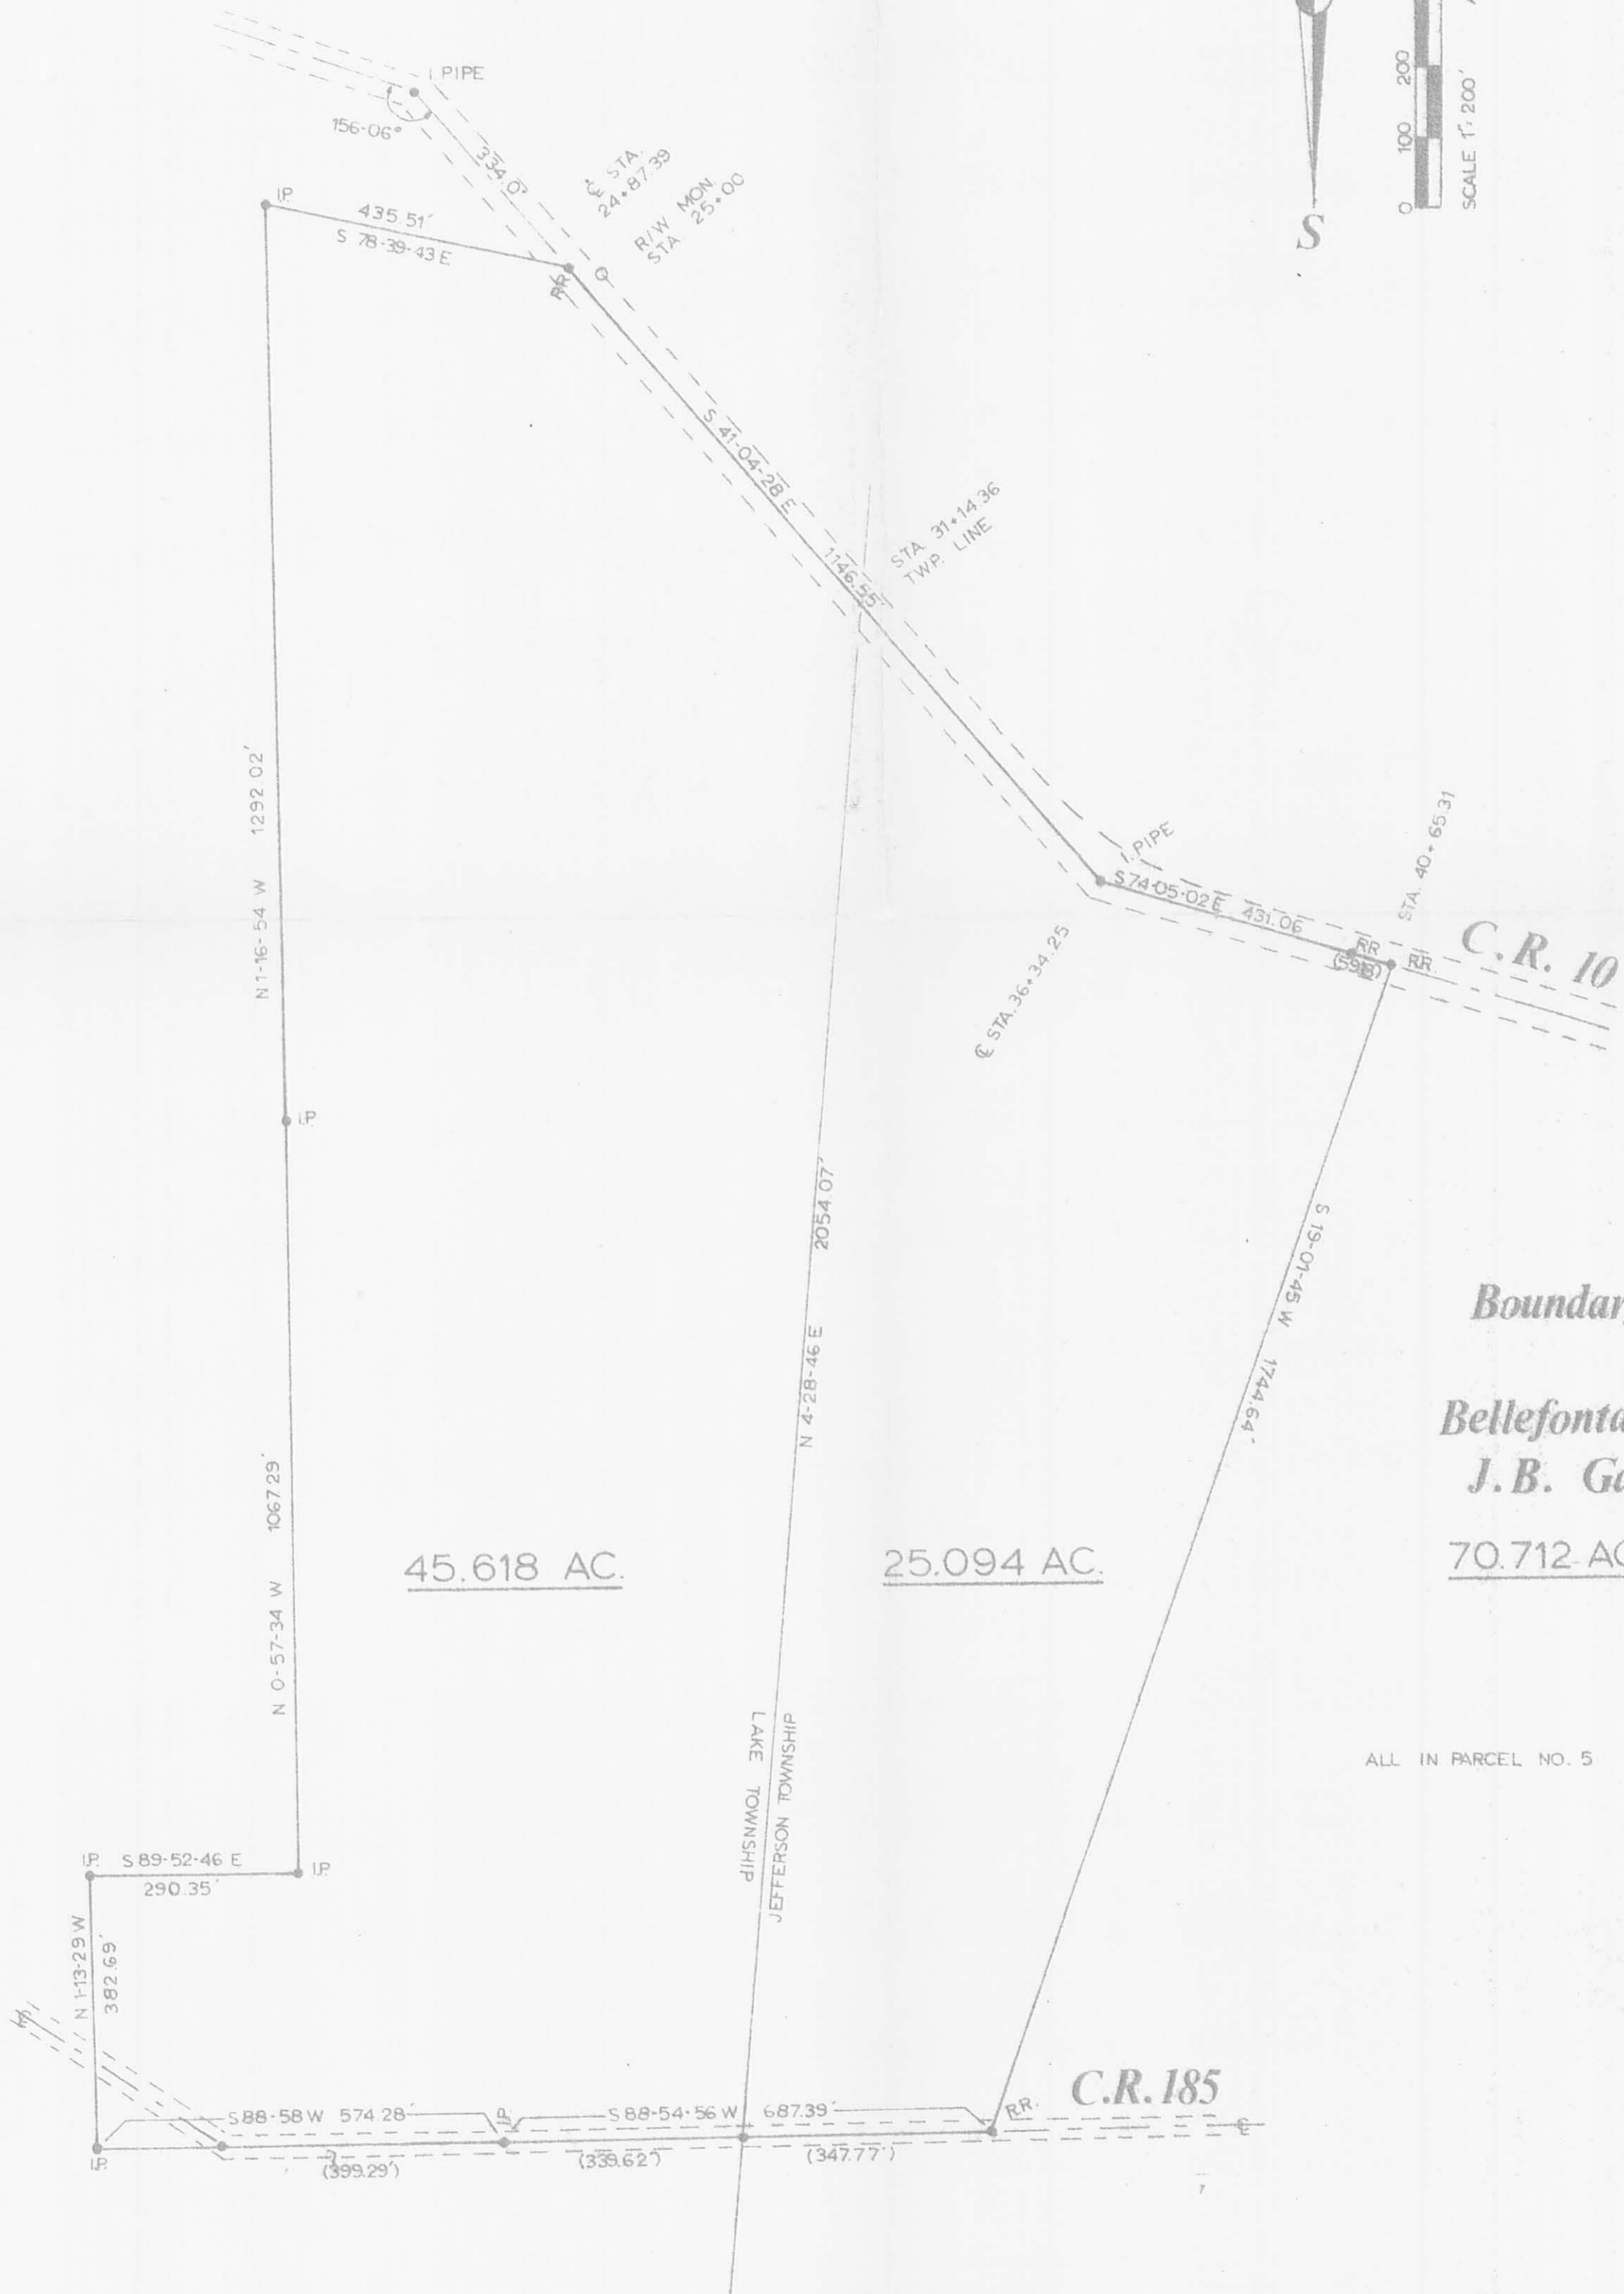 I. PIPE
156-06°
334.0'
℄ STA.
24+87.39
R/W MON.
STA 25+00
S
0 100 200
SCALE 1": 200'
I.P.
435.51'
S 78-39-43 E
RR
S 41-04-28 E
1146.55'
STA. 31+14.36
TWP. LINE
N 1-16-54 W 1292.02'
I. PIPE
S 74-05-02 E 431.06
STA. 40+65.31
RR
RR.
C.R. 10
℄ STA. 36+34.25
I.P.
N 4-28-46 E 2054.07'
S 19-01-45 W 1744.64'
Boundar
Bellefonta
J.B. Ga
70.712 AC
N 0-57-34 W 1067.29'
45.618 AC.
25.094 AC.
LAKE TOWNSHIP
JEFFERSON TOWNSHIP
ALL IN PARCEL NO. 5
I.P. S 89-52-46 E I.P.
290.35'
N 1-13-29 W
382.69'
C.R. 185
S 88-58 W 574.28'
S 88-54-56 W 687.39'
RR.
℄
I.P.
(399.29')
(339.62')
(347.77')